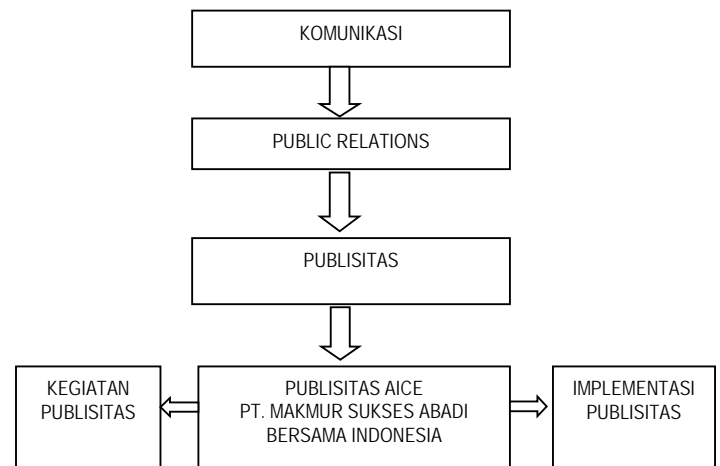 KOMUNIKASI
PUBLIC RELATIONS
PUBLISITAS
KEGIATAN
PUBLISITAS
PUBLISITAS AICE
PT. MAKMUR SUKSES ABADI
BERSAMA INDONESIA
IMPLEMENTASI
PUBLISITAS